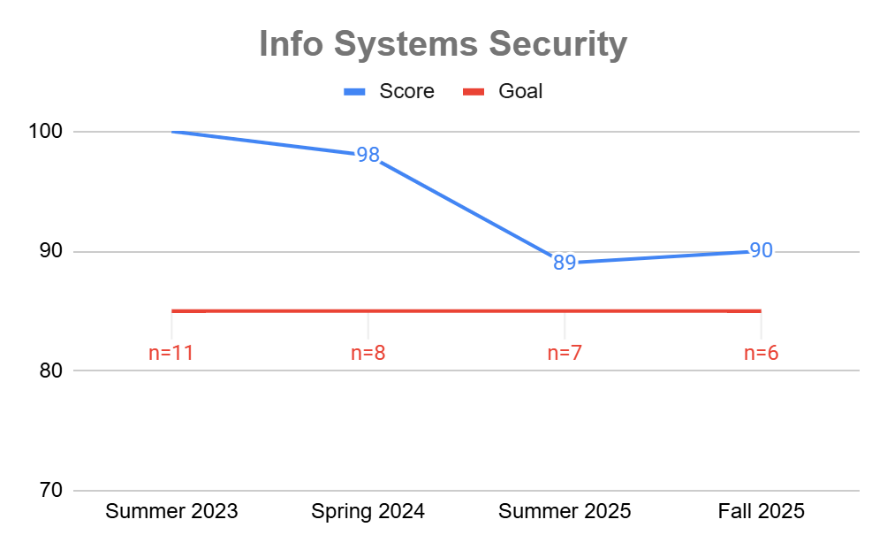 Info Systems Security
Score Goal
100
98
90
90
89
n=11 n=8 n=7 n=6
80
70
Summer 2023 Spring 2024 Summer 2025 Fall 2025